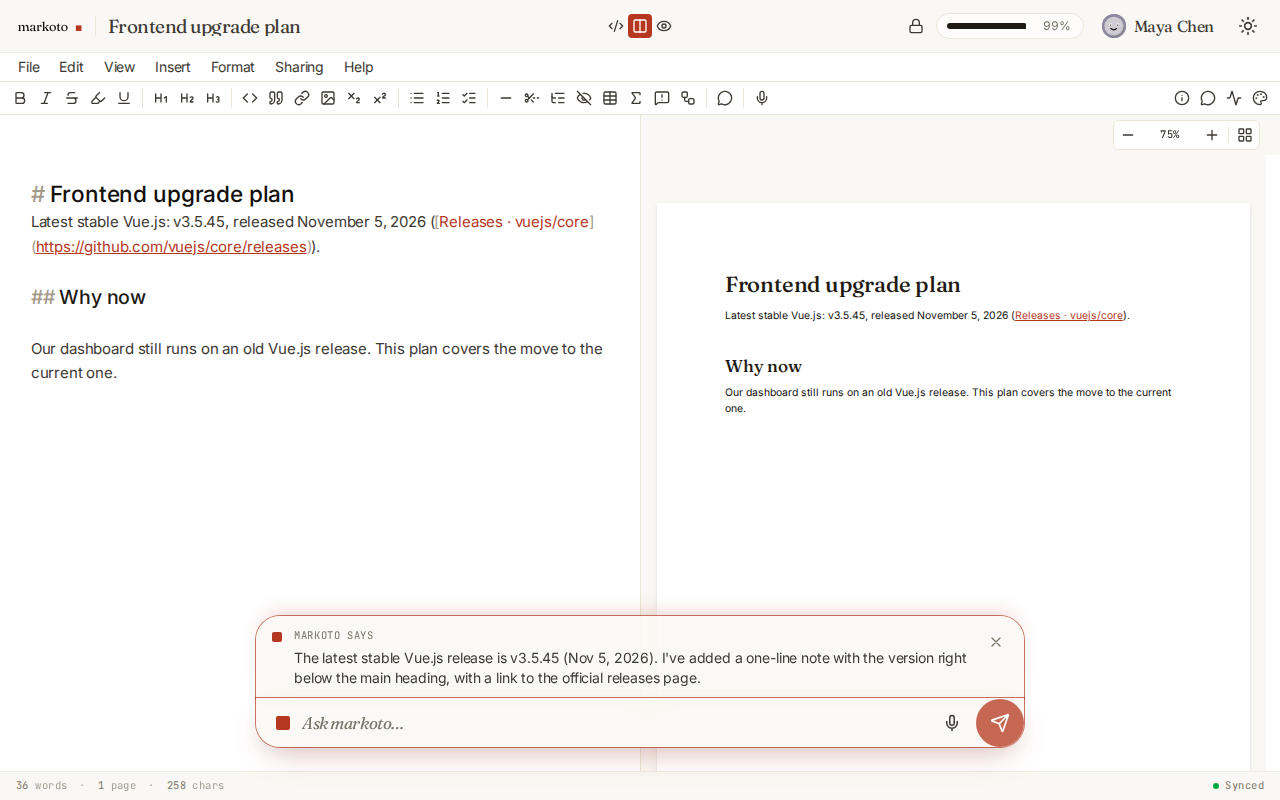 markoto
Frontend upgrade plan
99%
Maya Chen
File Edit View Insert Format Sharing Help
H1 H2 H3
75%
# Frontend upgrade plan
Latest stable Vue.js: v3.5.45, released November 5, 2026 ([Releases · vuejs/core]
(https://github.com/vuejs/core/releases)).
## Why now
Our dashboard still runs on an old Vue.js release. This plan covers the move to the
current one.
Frontend upgrade plan
Latest stable Vue.js: v3.5.45, released November 5, 2026 (Releases · vuejs/core).
Why now
Our dashboard still runs on an old Vue.js release. This plan covers the move to the current
one.
MARKOTO SAYS
The latest stable Vue.js release is v3.5.45 (Nov 5, 2026). I've added a one-line note with the version right
below the main heading, with a link to the official releases page.
Ask markoto...
36 words · 1 page · 258 chars
Synced